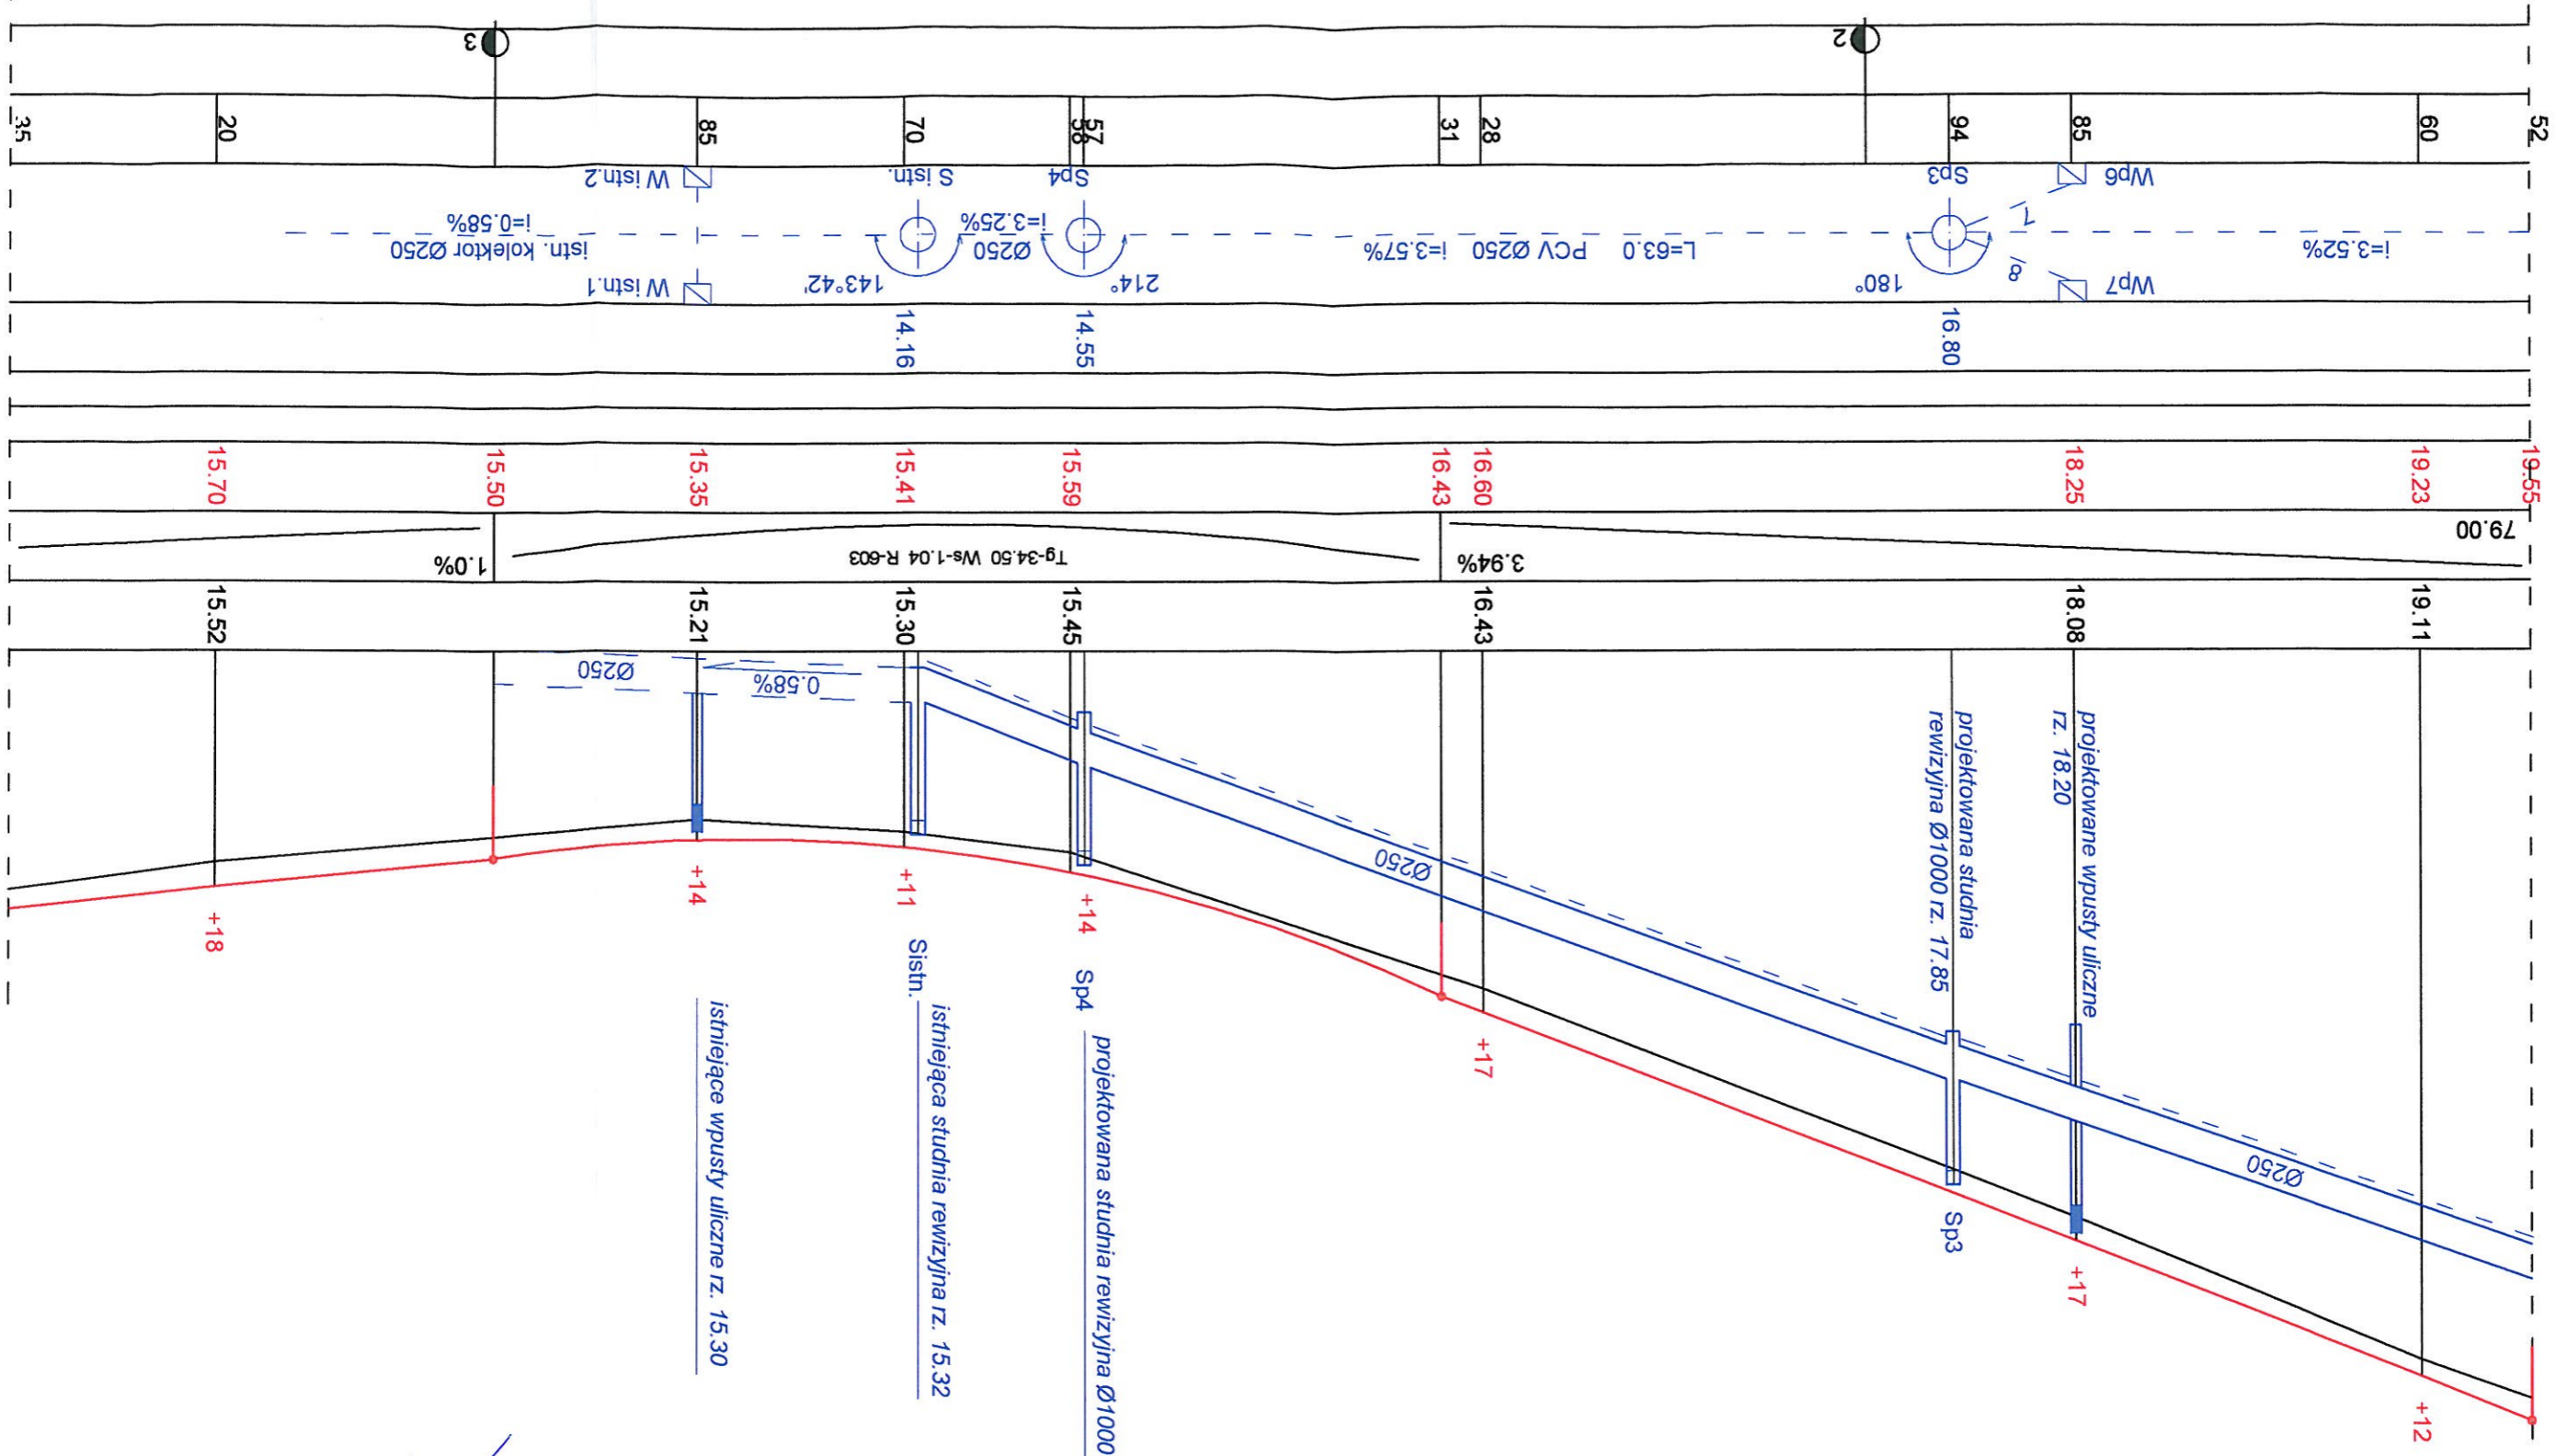 3
2
35
20
85
70
58
57
31
28
94
85
60
52
W istn.2
S istn.
Sp4
Sp3
Wp6
i=0.58%
istn. kolektor Ø250
i=3.25%
Ø250
L=63.0 PCV Ø250 i=3.57%
7
8
i=3.52%
W istn.1
143°42'
214°
180°
Wp7
14.16
14.55
16.80
15.70
15.50
15.35
15.41
15.59
16.43
16.60
18.25
19.23
19.55
1.0%
Tg-34.50 Ws-1.04 R-603
3.94%
79.00
15.52
15.21
15.30
15.45
16.43
18.08
19.11
Ø250
0.58%
Ø250
Ø250
projektowana studnia
rewizyjna Ø1000 rz. 17.85
projektowane wpusty uliczne
rz. 18.20
+18
+14
+11
+14
+17
+17
+12
Sistn.
Sp4
Sp3
istniejące wpusty uliczne rz. 15.30
istniejąca studnia rewizyjna rz. 15.32
projektowana studnia rewizyjna Ø1000